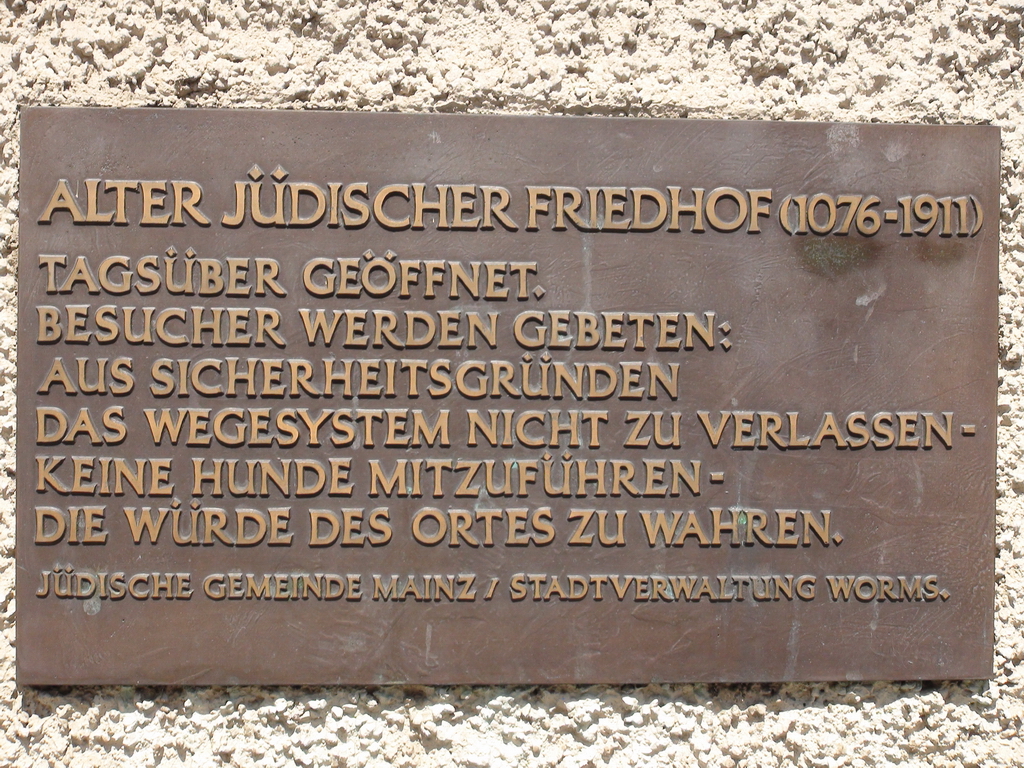 ALTER JÜDISCHER FRIEDHOF (1076-1911)
TAGSÜBER GEÖFFNET.
BESUCHER WERDEN GEBETEN:
AUS SICHERHEITSGRÜNDEN
DAS WEGESYSTEM NICHT ZU VERLASSEN-
KEINE HUNDE MITZUFÜHREN-
DIE WÜRDE DES ORTES ZU WAHREN.
JÜDISCHE GEMEINDE MAINZ / STADTVERWALTUNG WORMS.